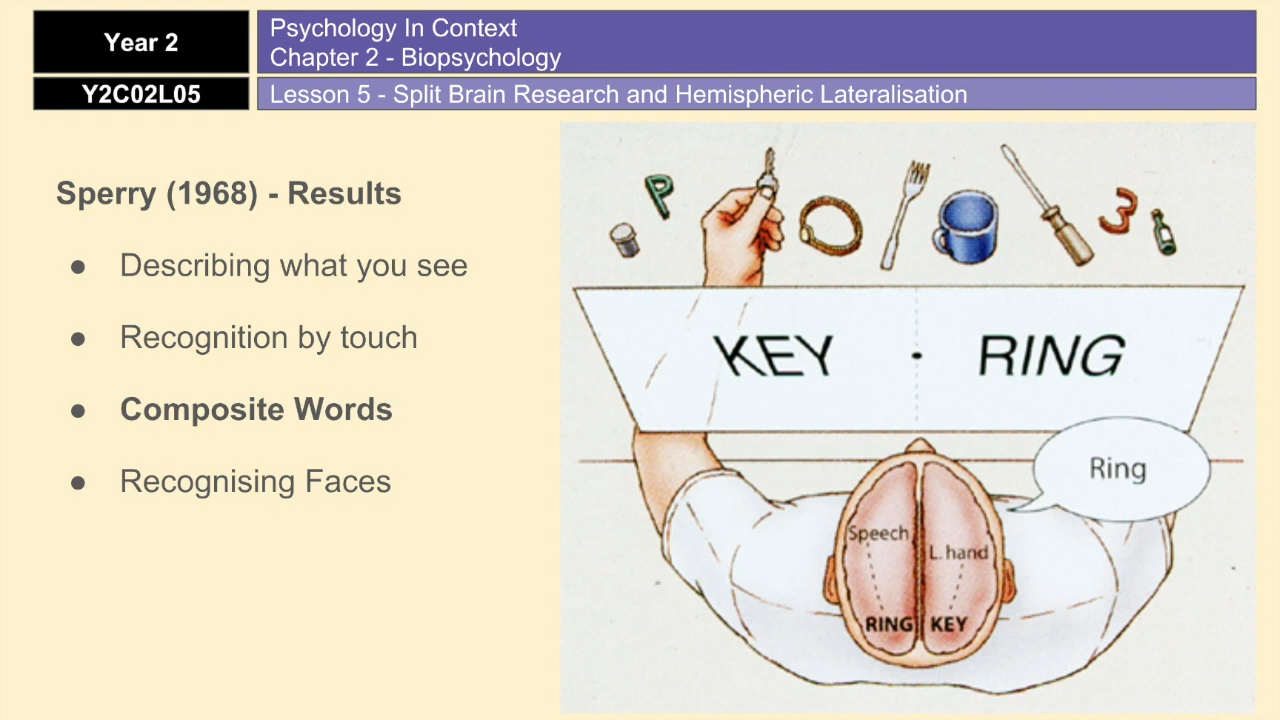 Year 2
Psychology In Context
Chapter 2 - Biopsychology
Y2C02L05
Lesson 5 - Split Brain Research and Hemispheric Lateralisation
Sperry (1968) - Results
● Describing what you see
● Recognition by touch
● Composite Words
● Recognising Faces
P
3
KEY · RING
Ring
Speech
L. hand
RING KEY